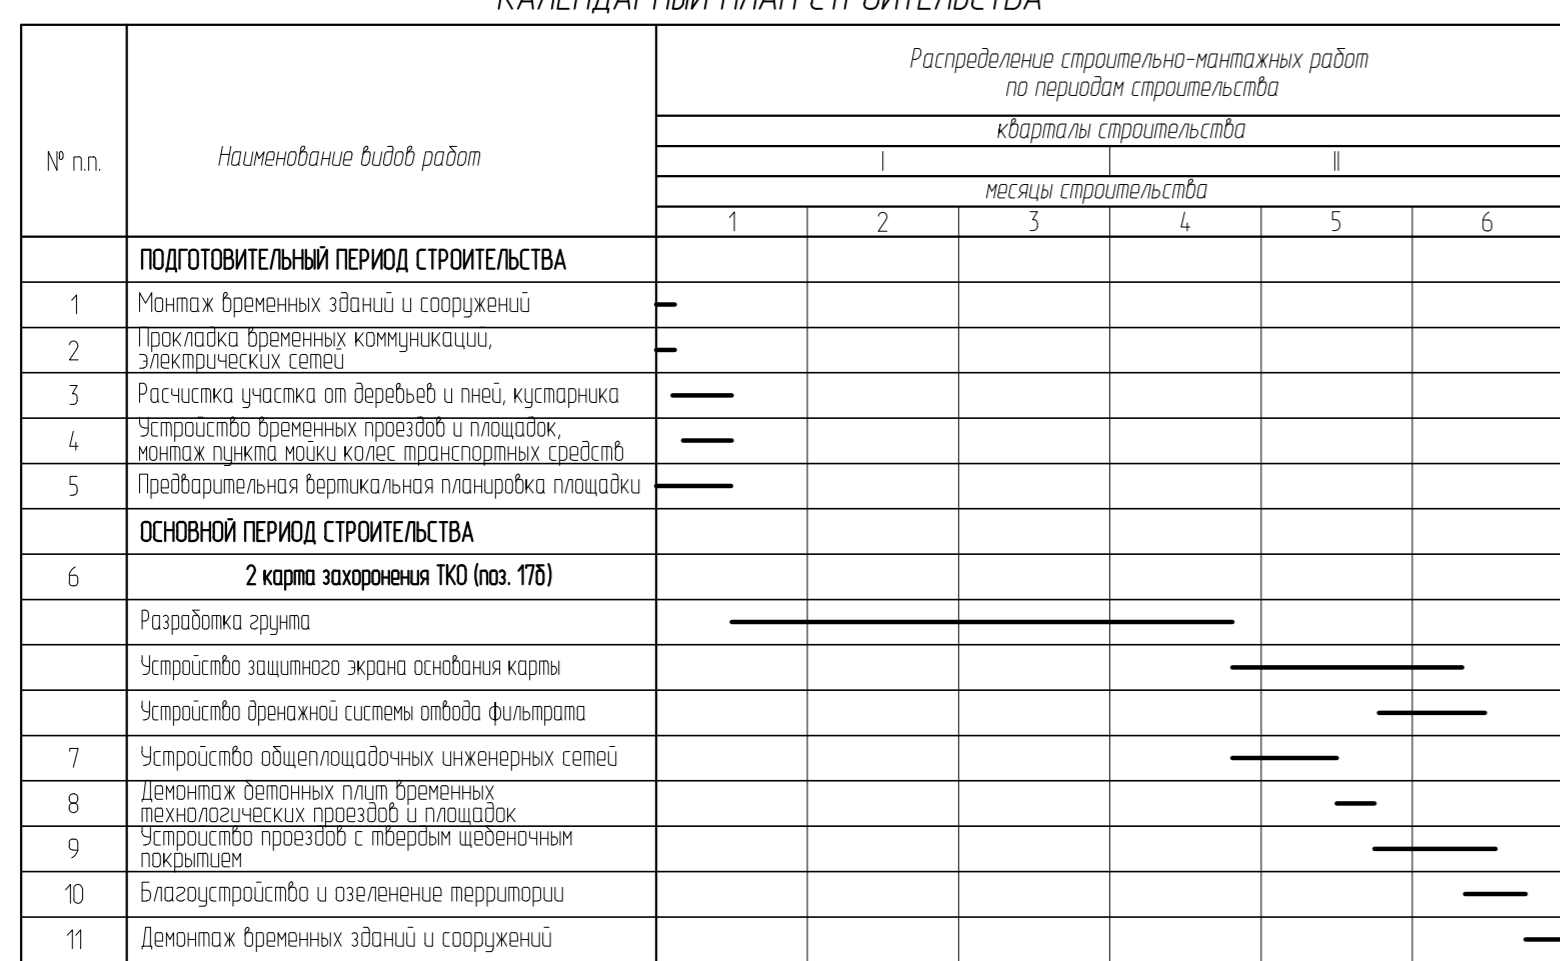 КАЛЕНДАРНЫЙ ПЛАН СТРОИТЕЛЬСТВА
Распределение строительно-мантажных работ
по периодам строительства
кварталы строительства
№ п.п.
Наименование видов работ
I
II
месяцы строительства
1
2
3
4
5
6
ПОДГОТОВИТЕЛЬНЫЙ ПЕРИОД СТРОИТЕЛЬСТВА
1
Монтаж временных зданий и сооружений
2
Прокладка временных коммуникаций,
электрических сетей
3
Расчистка участка от деревьев и пней, кустарника
4
Устройство временных проездов и площадок,
монтаж пункта мойки колес транспортных средств
5
Предварительная вертикальная планировка площадки
ОСНОВНОЙ ПЕРИОД СТРОИТЕЛЬСТВА
6
2 карта захоронения ТКО (поз. 17б)
Разработка грунта
Устройство защитного экрана основания карты
Устройство дренажной системы отвода фильтрата
7
Устройство общеплощадочных инженерных сетей
8
Демонтаж бетонных плит временных
технологических проездов и площадок
9
Устройство проездов с твердым щебеночным
покрытием
10
Благоустройство и озеленение территории
11
Демонтаж временных зданий и сооружений